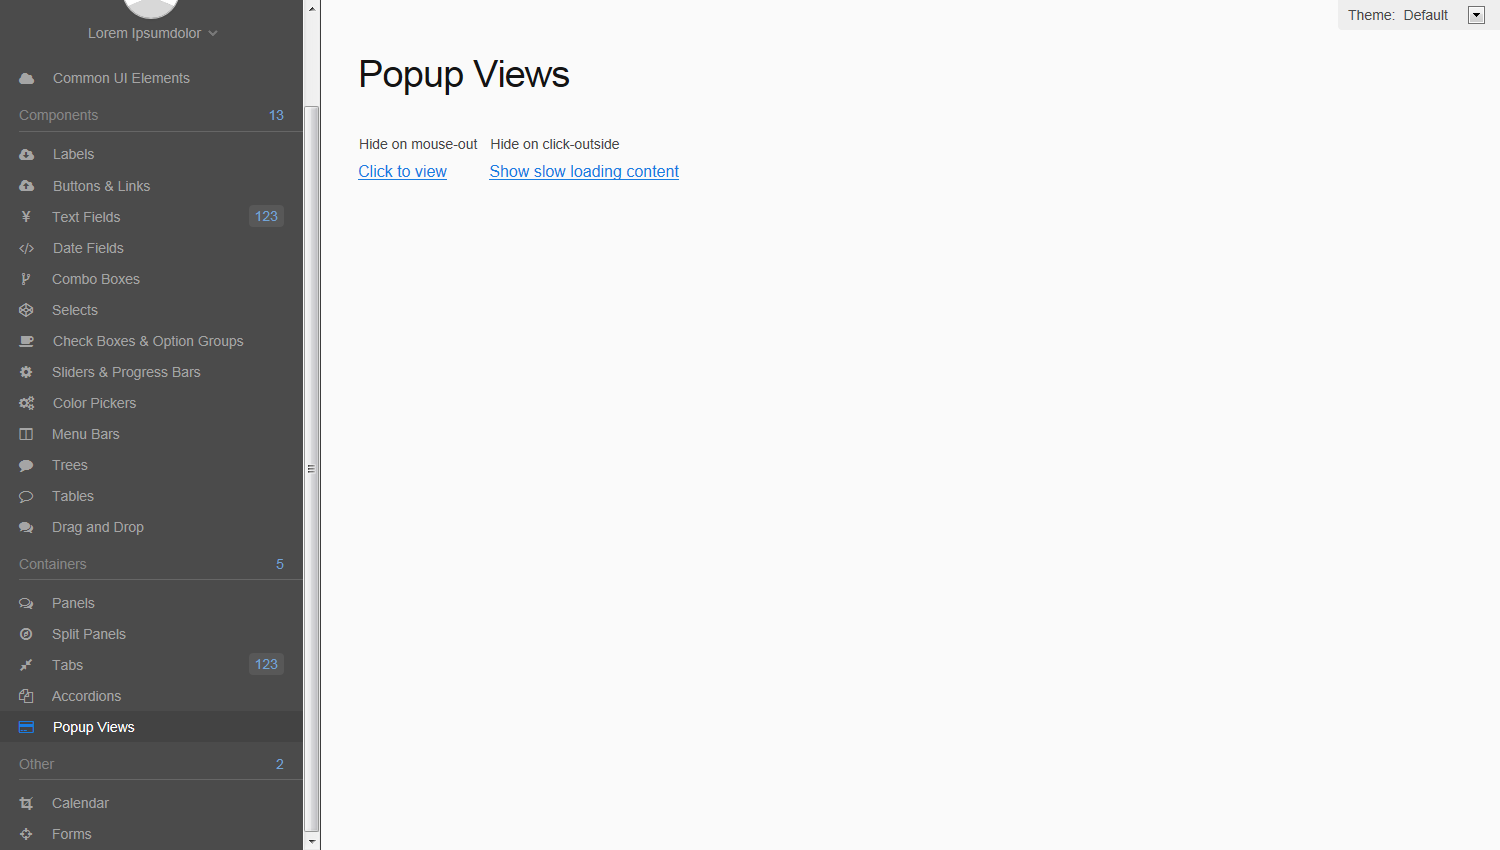 Lorem Ipsumdolor
Common UI Elements
Components 13
Labels
Buttons & Links
Text Fields 123
Date Fields
Combo Boxes
Selects
Check Boxes & Option Groups
Sliders & Progress Bars
Color Pickers
Menu Bars
Trees
Tables
Drag and Drop
Containers 5
Panels
Split Panels
Tabs 123
Accordions
Popup Views
Other 2
Calendar
Forms
Theme: Default
Popup Views
Hide on mouse-out Hide on click-outside
Click to view Show slow loading content